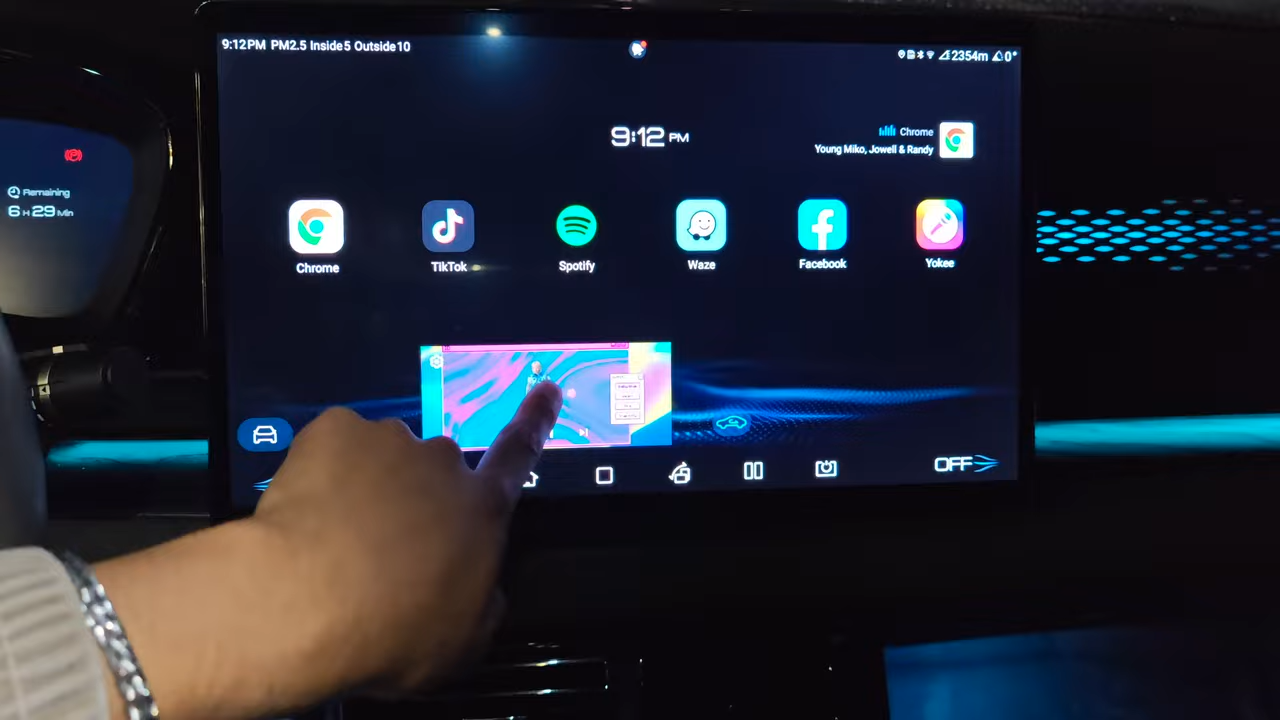 9:12PM PM2.5 Inside5 Outside10
2354m 0°
9:12 PM
Chrome
Young Miko, Jowell & Randy
Remaining
6 H 29 Min
Chrome
TikTok
Spotify
Waze
Facebook
Yokee
OFF